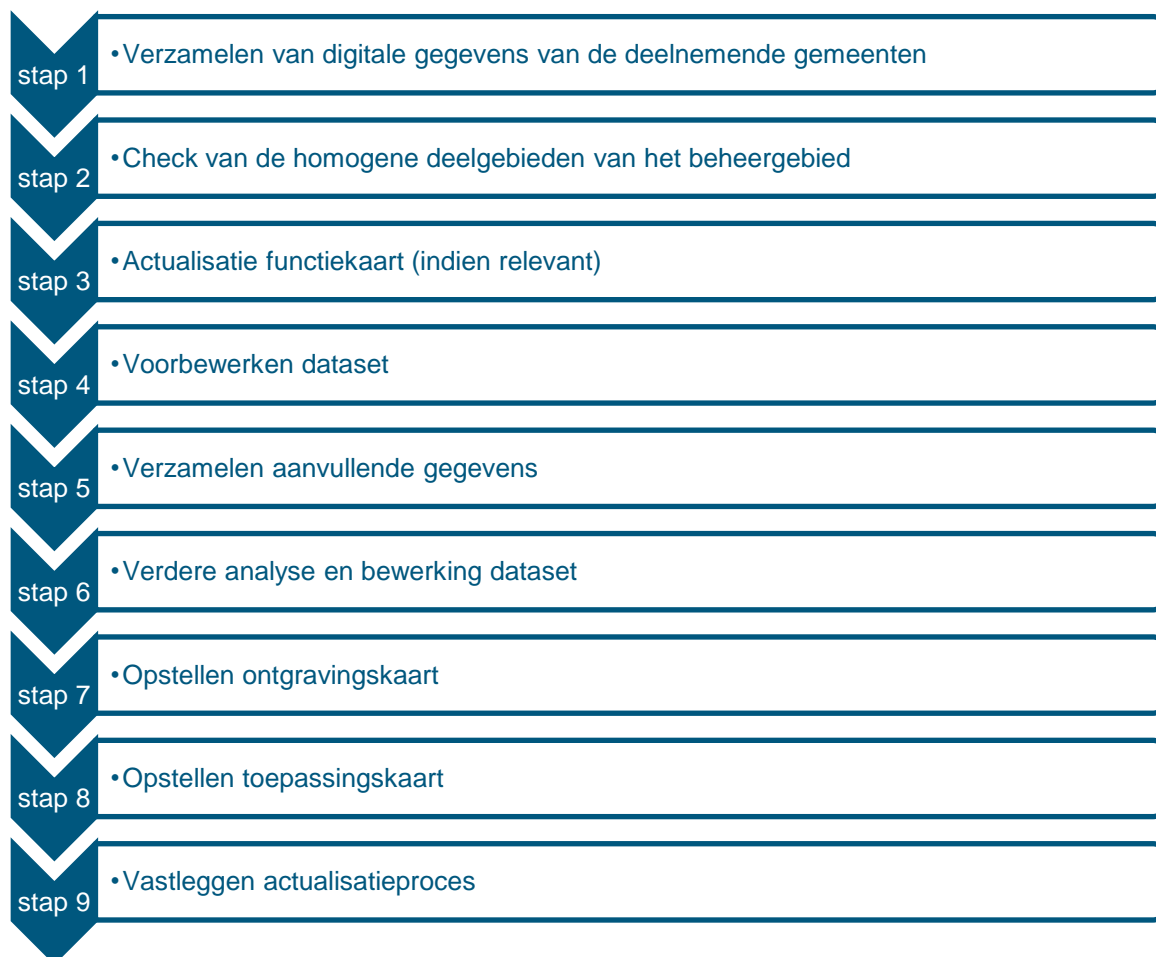 stap 1
•Verzamelen van digitale gegevens van de deelnemende gemeenten
stap 2
•Check van de homogene deelgebieden van het beheergebied
stap 3
•Actualisatie functiekaart (indien relevant)
stap 4
•Voorbewerken dataset
stap 5
•Verzamelen aanvullende gegevens
stap 6
•Verdere analyse en bewerking dataset
stap 7
•Opstellen ontgravingskaart
stap 8
•Opstellen toepassingskaart
stap 9
•Vastleggen actualisatieproces